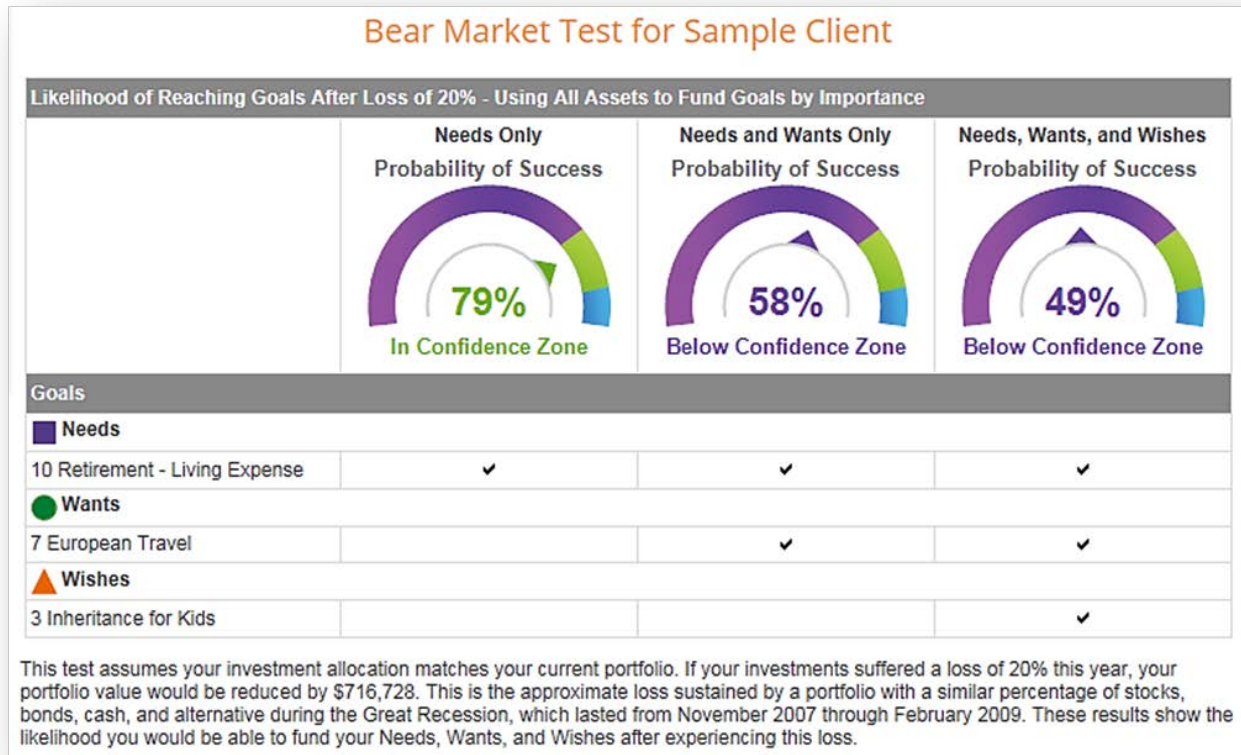 Bear Market Test for Sample Client
Likelihood of Reaching Goals After Loss of 20% - Using All Assets to Fund Goals by Importance
Needs Only
Probability of Success
79%
In Confidence Zone
Needs and Wants Only
Probability of Success
58%
Below Confidence Zone
Needs, Wants, and Wishes
Probability of Success
49%
Below Confidence Zone
Goals
Needs
10 Retirement - Living Expense
Wants
7 European Travel
Wishes
3 Inheritance for Kids
This test assumes your investment allocation matches your current portfolio. If your investments suffered a loss of 20% this year, your
portfolio value would be reduced by $716,728. This is the approximate loss sustained by a portfolio with a similar percentage of stocks,
bonds, cash, and alternative during the Great Recession, which lasted from November 2007 through February 2009. These results show the
likelihood you would be able to fund your Needs, Wants, and Wishes after experiencing this loss.